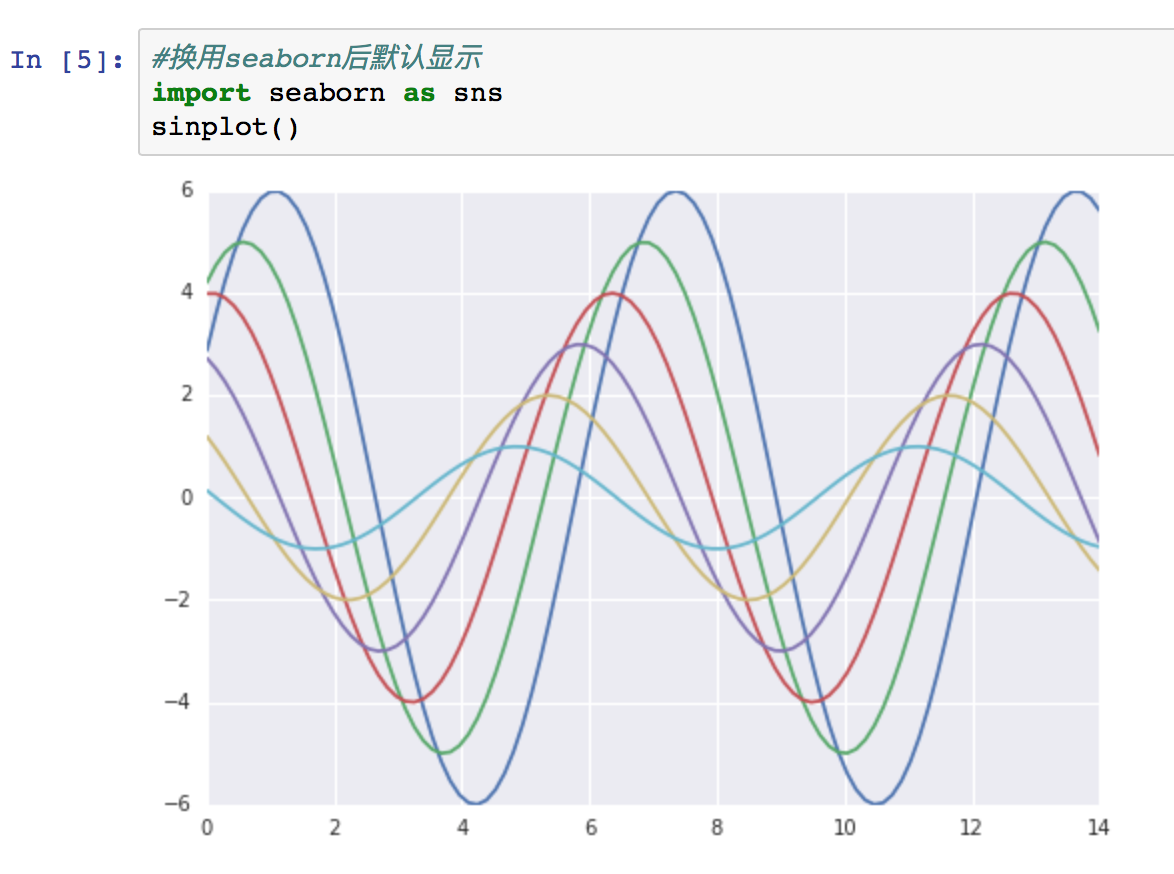 In [5]:
#换用seaborn后默认显示
import seaborn as sns
sinplot()
6
4
2
0
−2
−4
−6
0 2 4 6 8 10 12 14